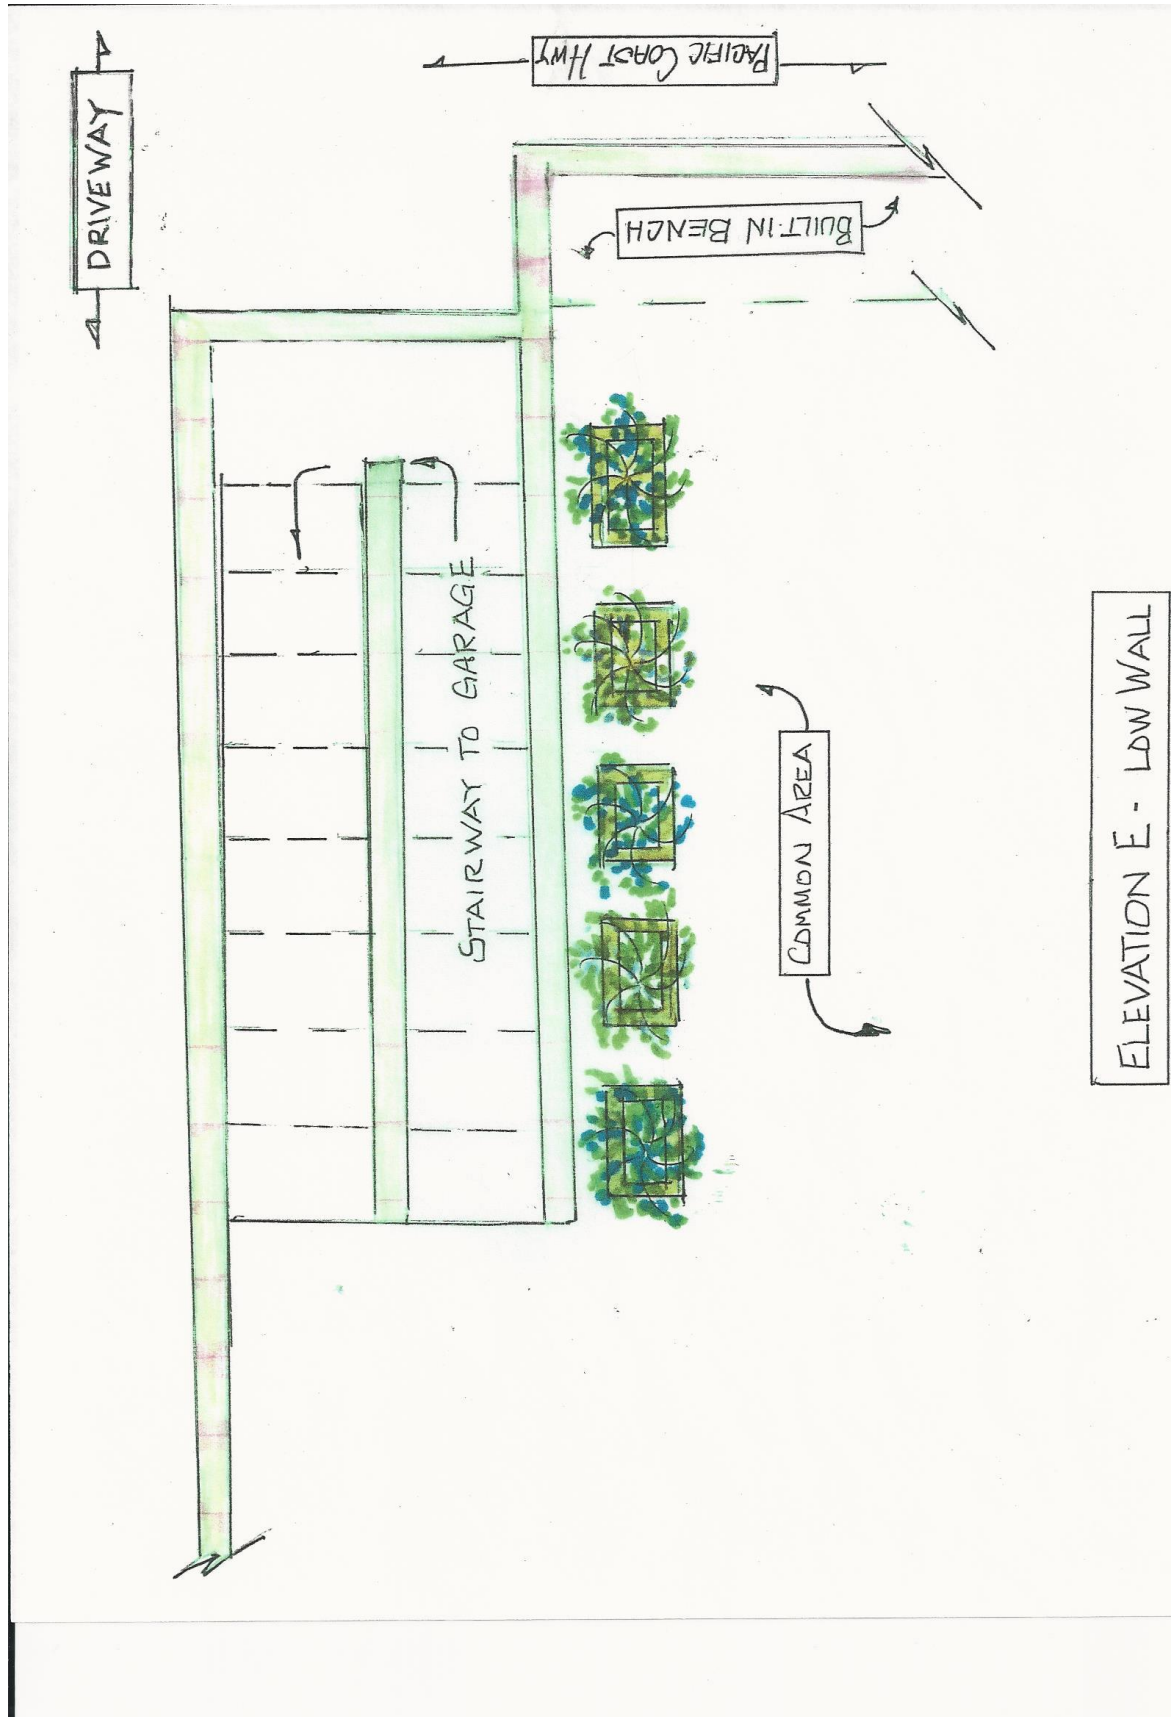 PACIFIC COAST HWY
DRIVEWAY
BUILT-IN BENCH
STAIRWAY TO GARAGE
COMMON AREA
ELEVATION E - LOW WALL